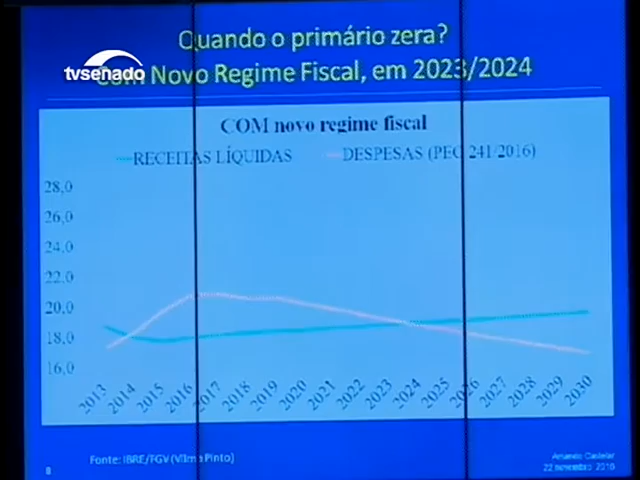 Quando o primário zera?
tvsenado
Com Novo Regime Fiscal, em 2023/2024
COM novo regime fiscal
RECEITAS LÍQUIDAS DESPESAS (PEC 241/2016)
28,0
26,0
24,0
22,0
20,0
18,0
16,0
2013 2014 2015 2016 2017 2018 2019 2020 2021 2022 2023 2024 2025 2026 2027 2028 2029 2030
Fonte: IBRE/FGV (Vilma Pinto)
Armando Castelar
8
22 novembro 2016